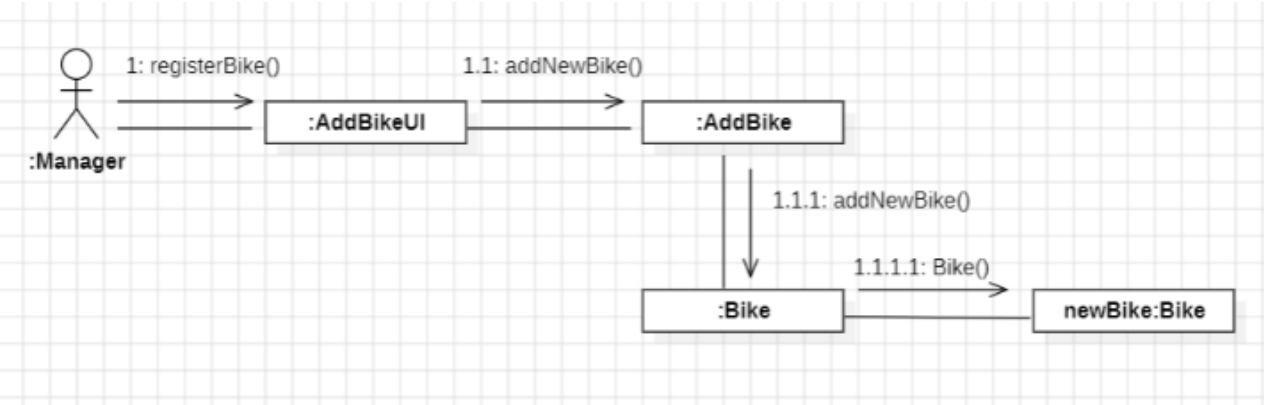 1: registerBike()
1.1: addNewBike()
:AddBikeUI
:AddBike
:Manager
1.1.1: addNewBike()
1.1.1.1: Bike()
:Bike
newBike:Bike